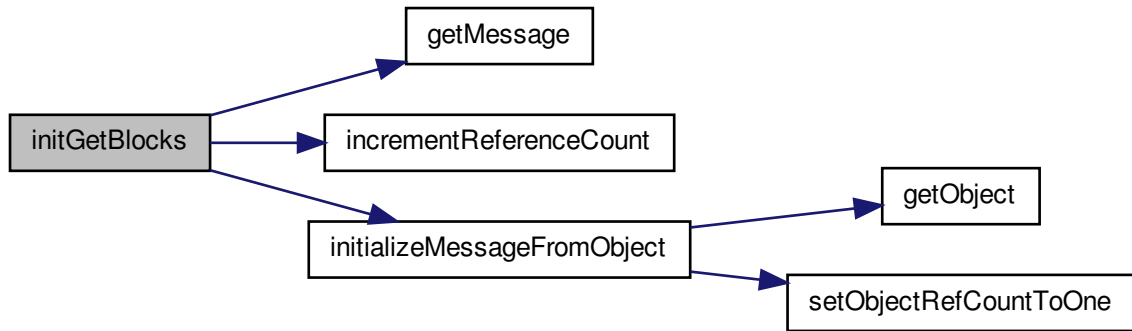 getMessage
initGetBlocks
incrementReferenceCount
getObject
initializeMessageFromObject
setObjectRefCountToOne